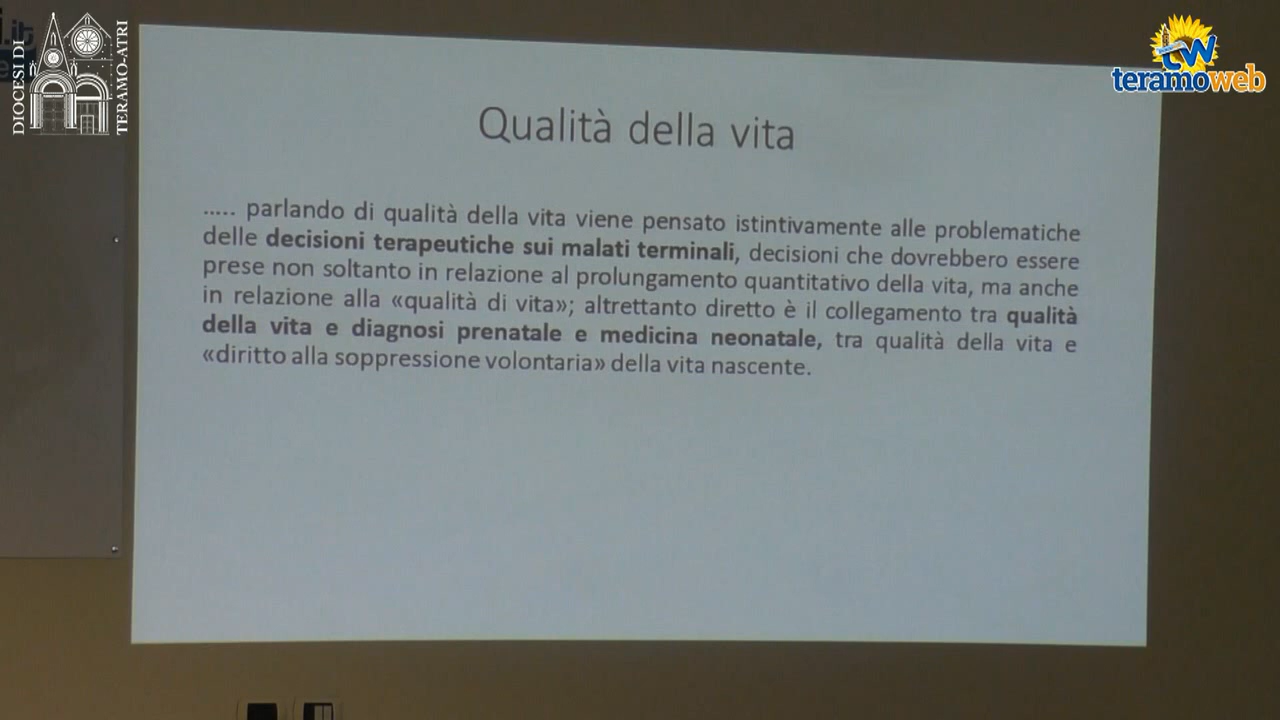 DIOCESI DI
TERAMO-ATRI
tw
teramoweb
Qualità della vita
..... parlando di qualità della vita viene pensato istintivamente alle problematiche
delle decisioni terapeutiche sui malati terminali, decisioni che dovrebbero essere
prese non soltanto in relazione al prolungamento quantitativo della vita, ma anche
in relazione alla «qualità di vita»; altrettanto diretto è il collegamento tra qualità
della vita e diagnosi prenatale e medicina neonatale, tra qualità della vita e
«diritto alla soppressione volontaria» della vita nascente.